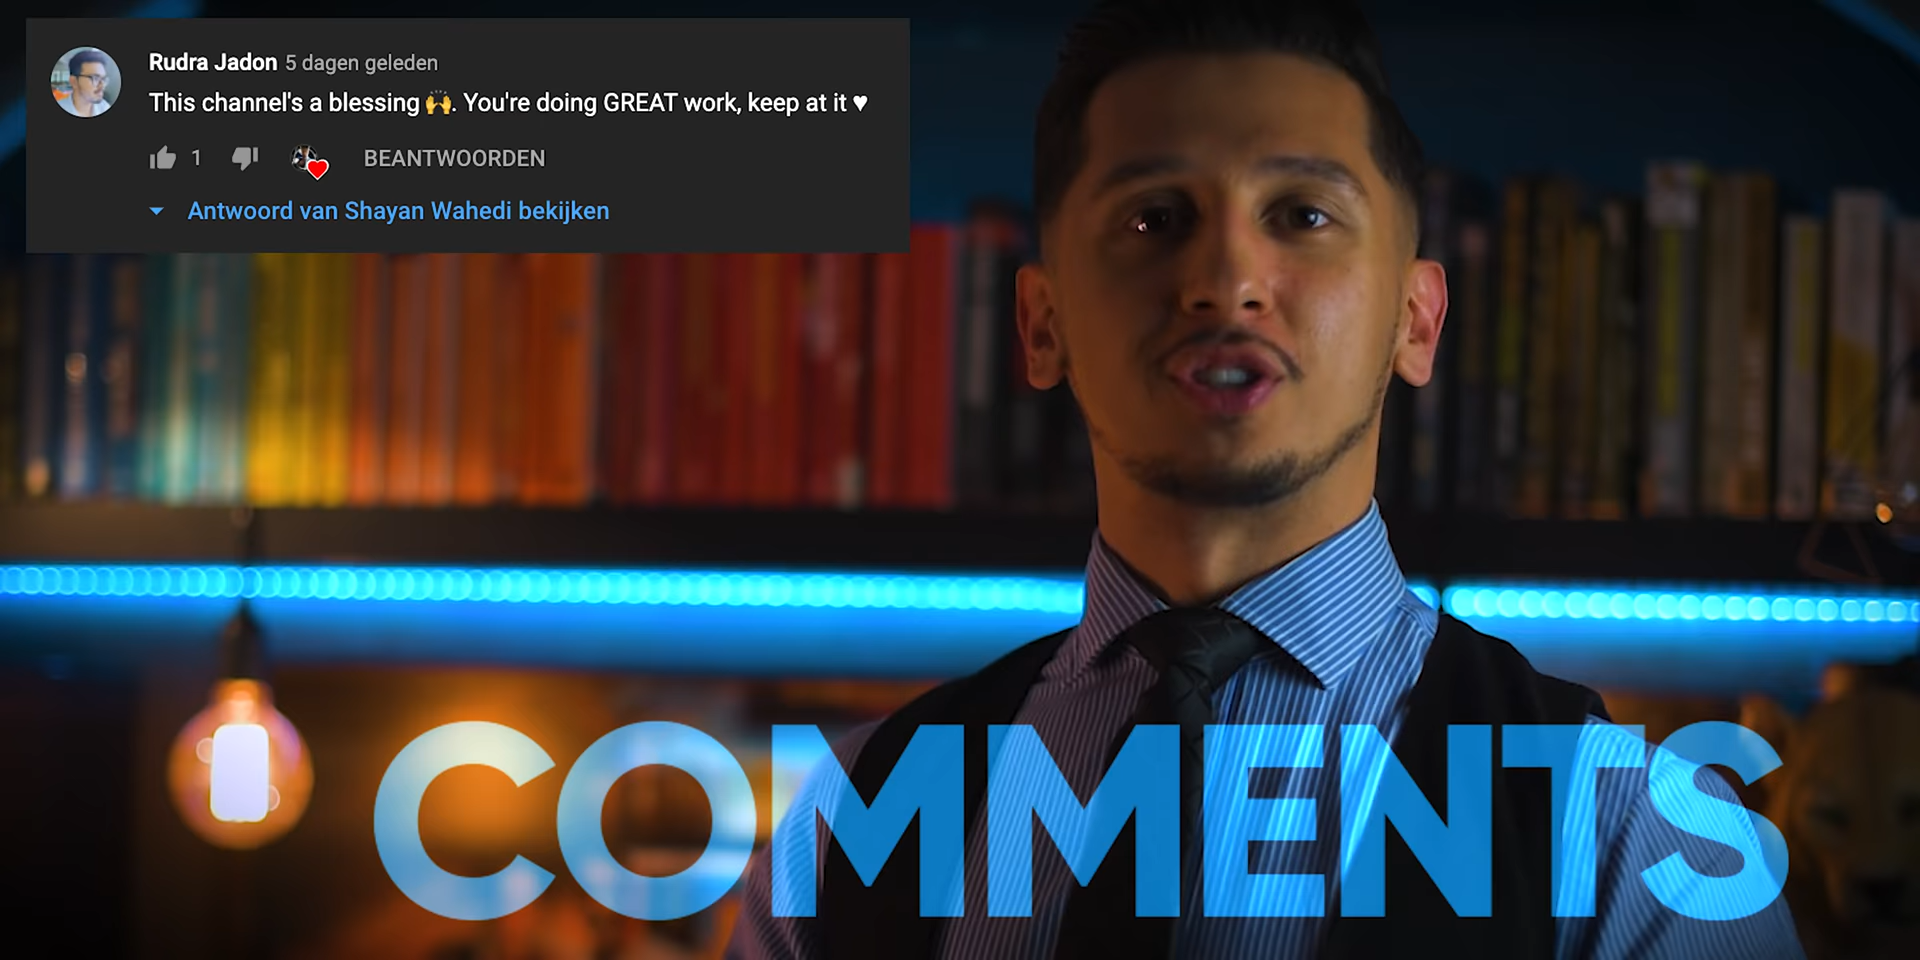 Rudra Jadon 5 dagen geleden
This channel's a blessing 🙌. You're doing GREAT work, keep at it ♥
1 BEANTWOORDEN
Antwoord van Shayan Wahedi bekijken
COMMENTS